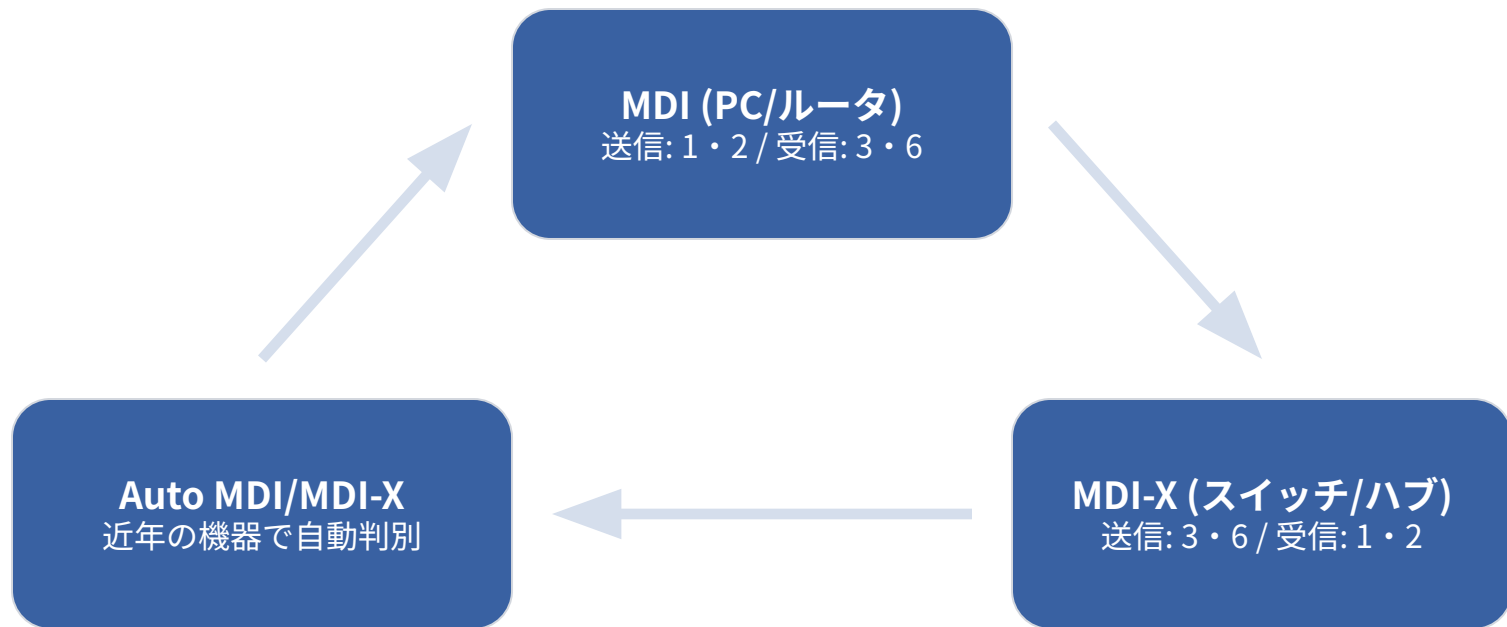 MDI (PC/ルータ)
送信: 1・2 / 受信: 3・6
Auto MDI/MDI-X
近年の機器で自動判別
MDI-X (スイッチ/ハブ)
送信: 3・6 / 受信: 1・2